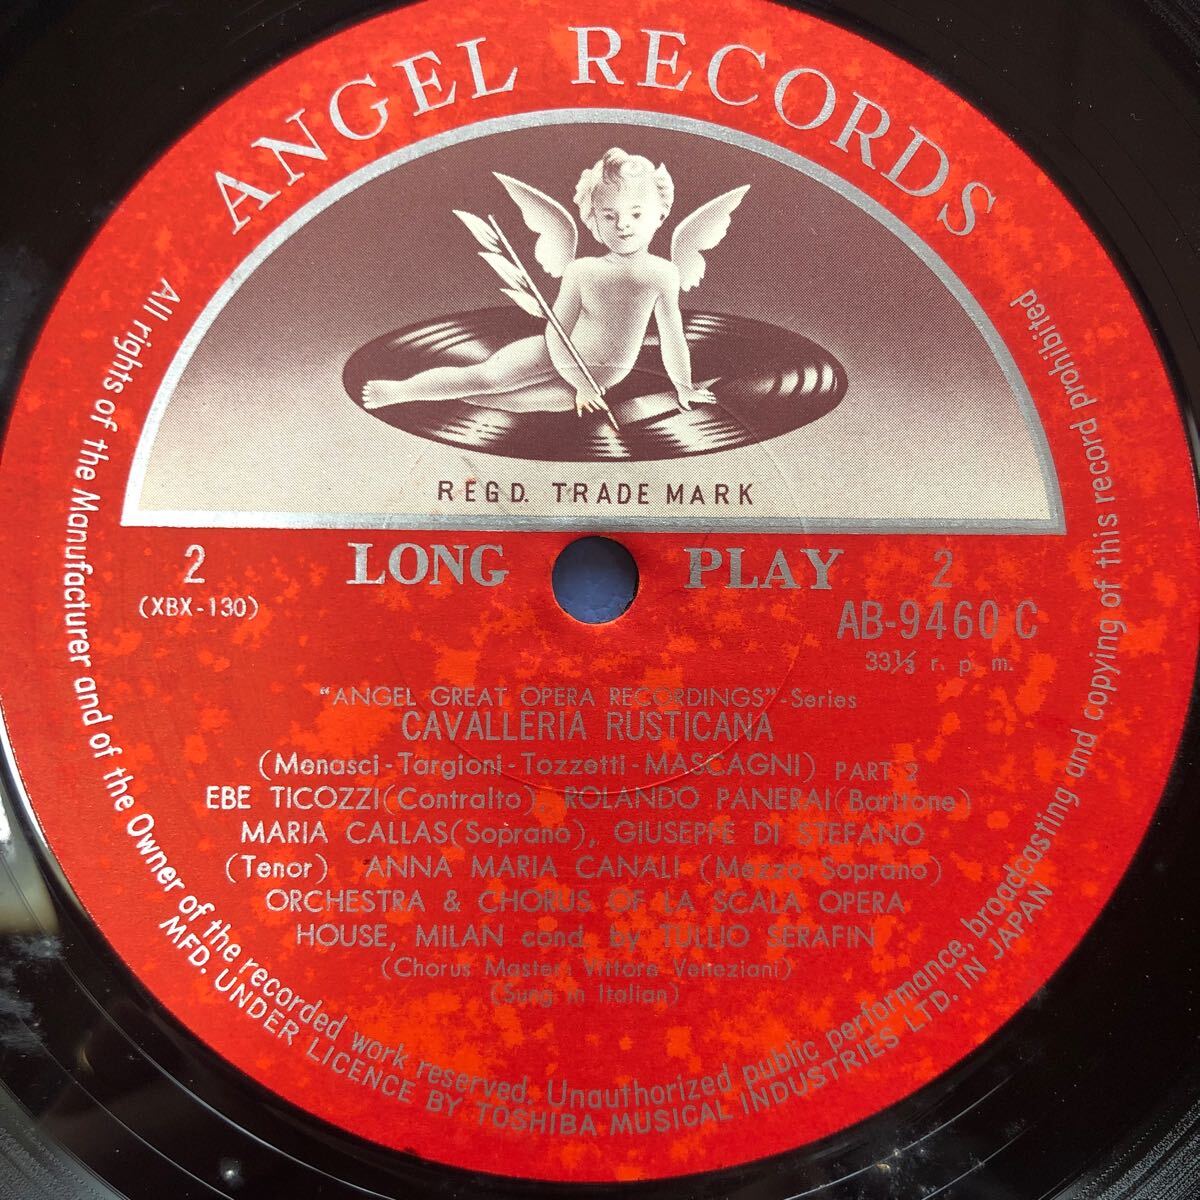 ANGEL RECORDS
REGD. TRADE MARK
2 LONG PLAY 2
(XBX-130)
AB-9460 C
33⅓ r. p. m.
"ANGEL GREAT OPERA RECORDINGS"-Series
CAVALLERIA RUSTICANA
(Menasci-Targioni-Tozzetti-MASCAGNI) PART 2
EBE TICOZZI(Contralto), ROLANDO PANERAI(Baritone)
MARIA CALLAS(Soprano), GIUSEPPE DI STEFANO
(Tenor) ANNA MARIA CANALI (Mezzo-Soprano)
ORCHESTRA & CHORUS OF LA SCALA OPERA
HOUSE, MILAN cond. by TULLIO SERAFIN
(Chorus Master: Vittore Veneziani)
(Sung in Italian)
All rights of the Manufacturer and of the Owner of the recorded work reserved. Unauthorized public performance, broadcasting and copying of this record prohibited
MFD. UNDER LICENCE BY TOSHIBA MUSICAL INDUSTRIES LTD. IN JAPAN